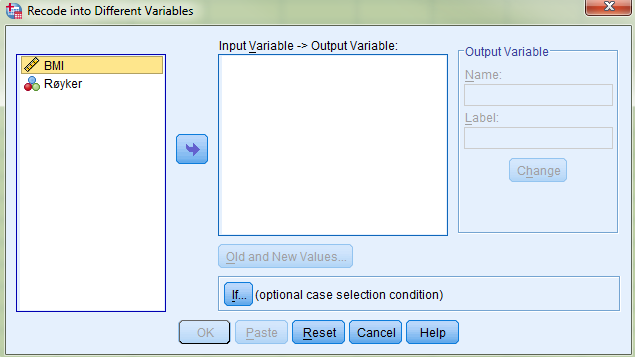 Recode into Different Variables
BMI
Røyker
Input Variable -> Output Variable:
Output Variable
Name:
Label:
Change
Old and New Values...
If... (optional case selection condition)
OK Paste Reset Cancel Help